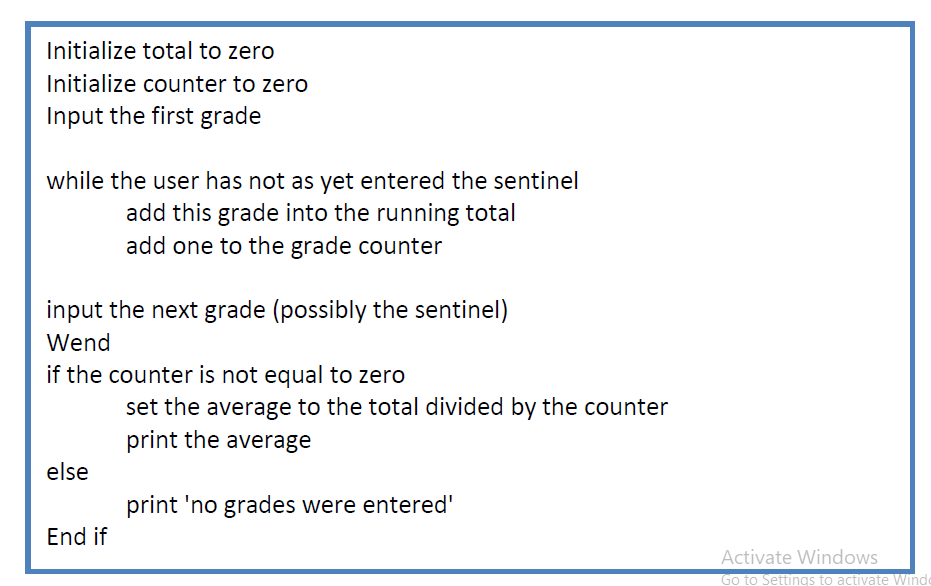 Initialize total to zero
Initialize counter to zero
Input the first grade
while the user has not as yet entered the sentinel
add this grade into the running total
add one to the grade counter
input the next grade (possibly the sentinel)
Wend
if the counter is not equal to zero
set the average to the total divided by the counter
print the average
else
print 'no grades were entered'
End if
Activate Windows
Go to Settings to activate Windo